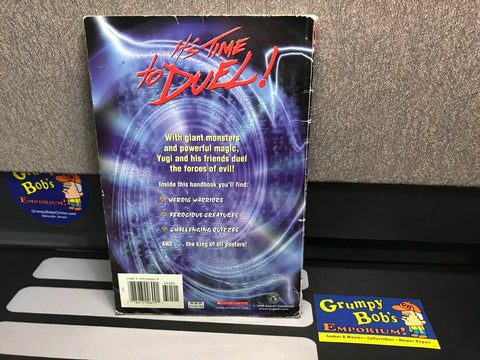 IT'S TIME
to DUEL!
With giant monsters
and powerful magic,
Yugi and his friends duel
the forces of evil!
Inside this handbook you'll find:
HEROIC WARRIORS
FEROCIOUS CREATURES
CHALLENGING QUIZZES
AND . . . the king of all posters!
SCHOLASTIC
GRUMPY
BOB'S
EMPORIUM!
GrumpyBobsOnline.com
GRUMPY
BOB'S
EMPORIUM!
Games & Movies - Collectibles - Mower Repair